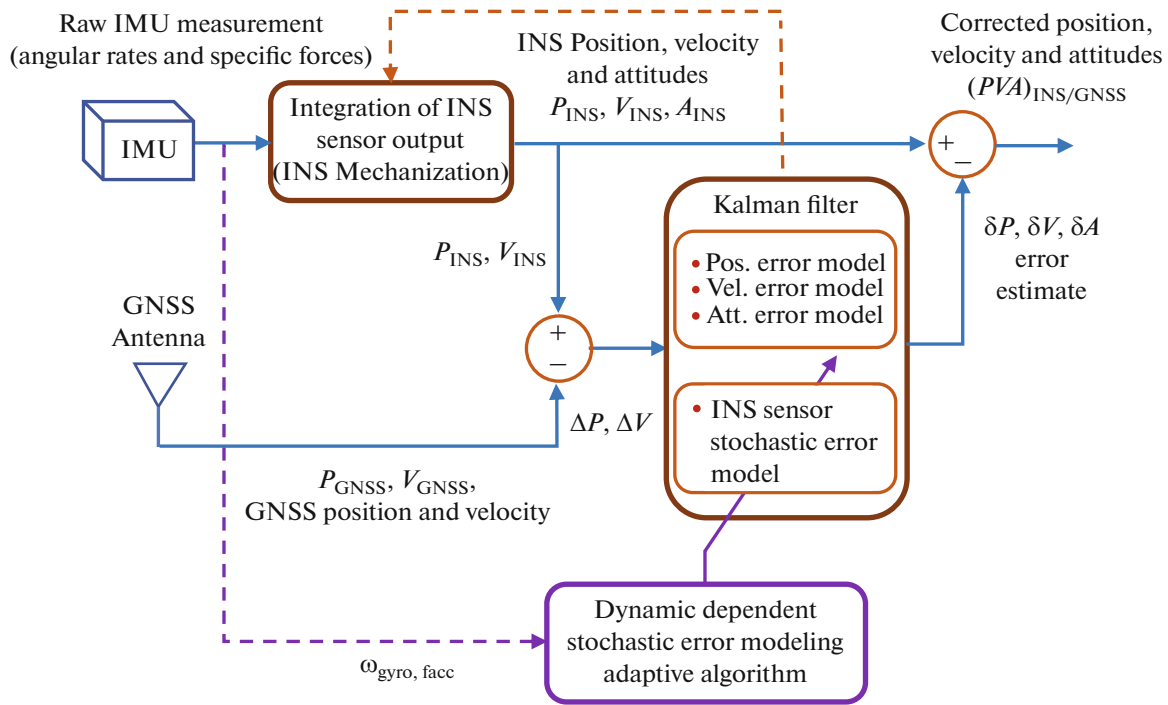 Raw IMU measurement
(angular rates and specific forces)
IMU
Integration of INS
sensor output
(INS Mechanization)
INS Position, velocity
and attitudes
P_INS, V_INS, A_INS
Corrected position,
velocity and attitudes
(PVA)_INS/GNSS
+
−
Kalman filter
• Pos. error model
• Vel. error model
• Att. error model
• INS sensor
stochastic error
model
δP, δV, δA
error
estimate
P_INS, V_INS
+
−
ΔP, ΔV
GNSS
Antenna
P_GNSS, V_GNSS,
GNSS position and velocity
Dynamic dependent
stochastic error modeling
adaptive algorithm
ω_gyro, facc